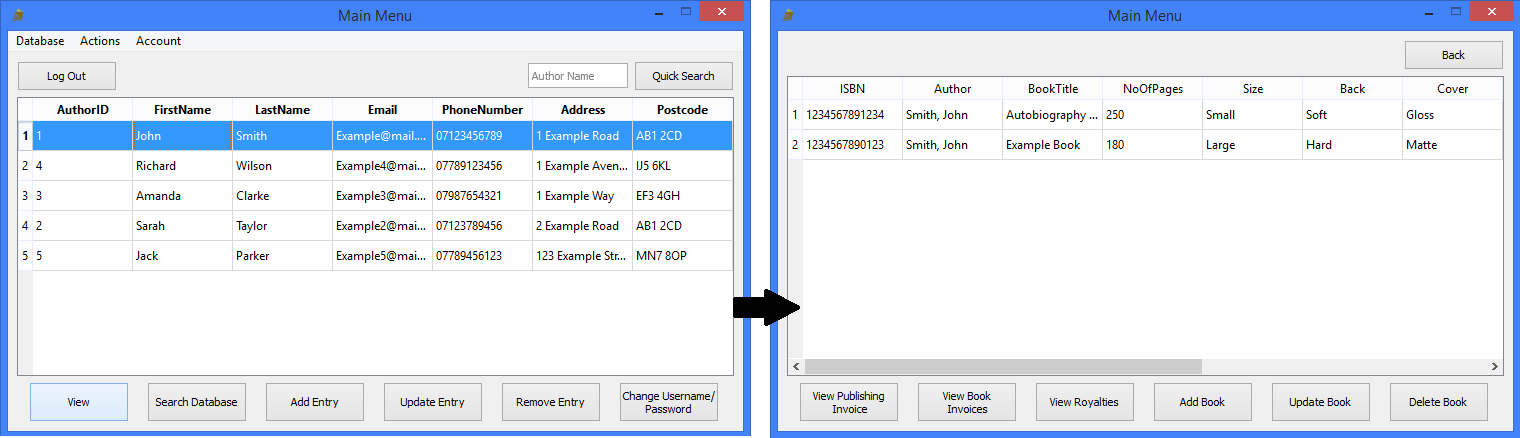 Main Menu
Database Actions Account
Log Out Author Name Quick Search
AuthorID FirstName LastName Email PhoneNumber Address Postcode
1 1 John Smith Example@mail.... 07123456789 1 Example Road AB1 2CD
2 4 Richard Wilson Example4@mai... 07789123456 1 Example Aven... IJ5 6KL
3 3 Amanda Clarke Example3@mai... 07987654321 1 Example Way EF3 4GH
4 2 Sarah Taylor Example2@mai... 07123789456 2 Example Road AB1 2CD
5 5 Jack Parker Example5@mai... 07789456123 123 Example Str... MN7 8OP
View Search Database Add Entry Update Entry Remove Entry Change Username/
Password
Main Menu
Back
ISBN Author BookTitle NoOfPages Size Back Cover
1 1234567891234 Smith, John Autobiography ... 250 Small Soft Gloss
2 1234567890123 Smith, John Example Book 180 Large Hard Matte
View Publishing
Invoice
View Book
Invoices
View Royalties Add Book Update Book Delete Book